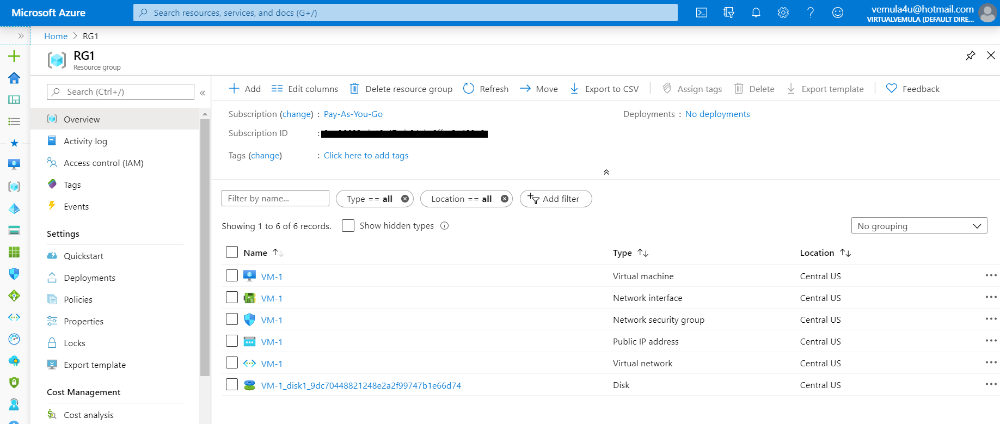 Microsoft Azure
Search resources, services, and docs (G+/)
vemula4u@hotmail.com
VIRTUALVEMULA (DEFAULT DIRE...
Home > RG1
RG1
Resource group
Search (Ctrl+/)
Overview
Activity log
Access control (IAM)
Tags
Events
Settings
Quickstart
Deployments
Policies
Properties
Locks
Export template
Cost Management
Cost analysis
Add Edit columns Delete resource group Refresh Move Export to CSV Assign tags Delete Export template Feedback
Subscription (change) : Pay-As-You-Go
Deployments : No deployments
Subscription ID :
Tags (change) : Click here to add tags
Filter by name... Type == all Location == all Add filter
Showing 1 to 6 of 6 records. Show hidden types
No grouping
Name Type Location
VM-1 Virtual machine Central US
VM-1 Network interface Central US
VM-1 Network security group Central US
VM-1 Public IP address Central US
VM-1 Virtual network Central US
VM-1_disk1_9dc70448821248e2a2f99747b1e66d74 Disk Central US